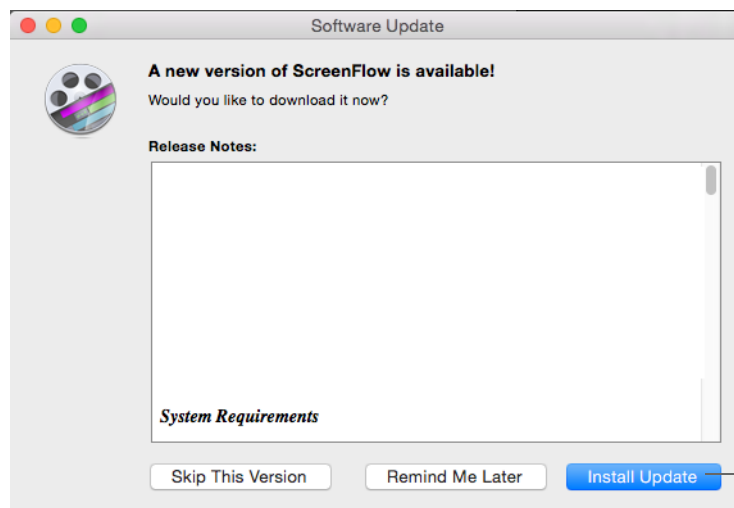 Software Update
A new version of ScreenFlow is available!
Would you like to download it now?
Release Notes:
System Requirements
Skip This Version
Remind Me Later
Install Update